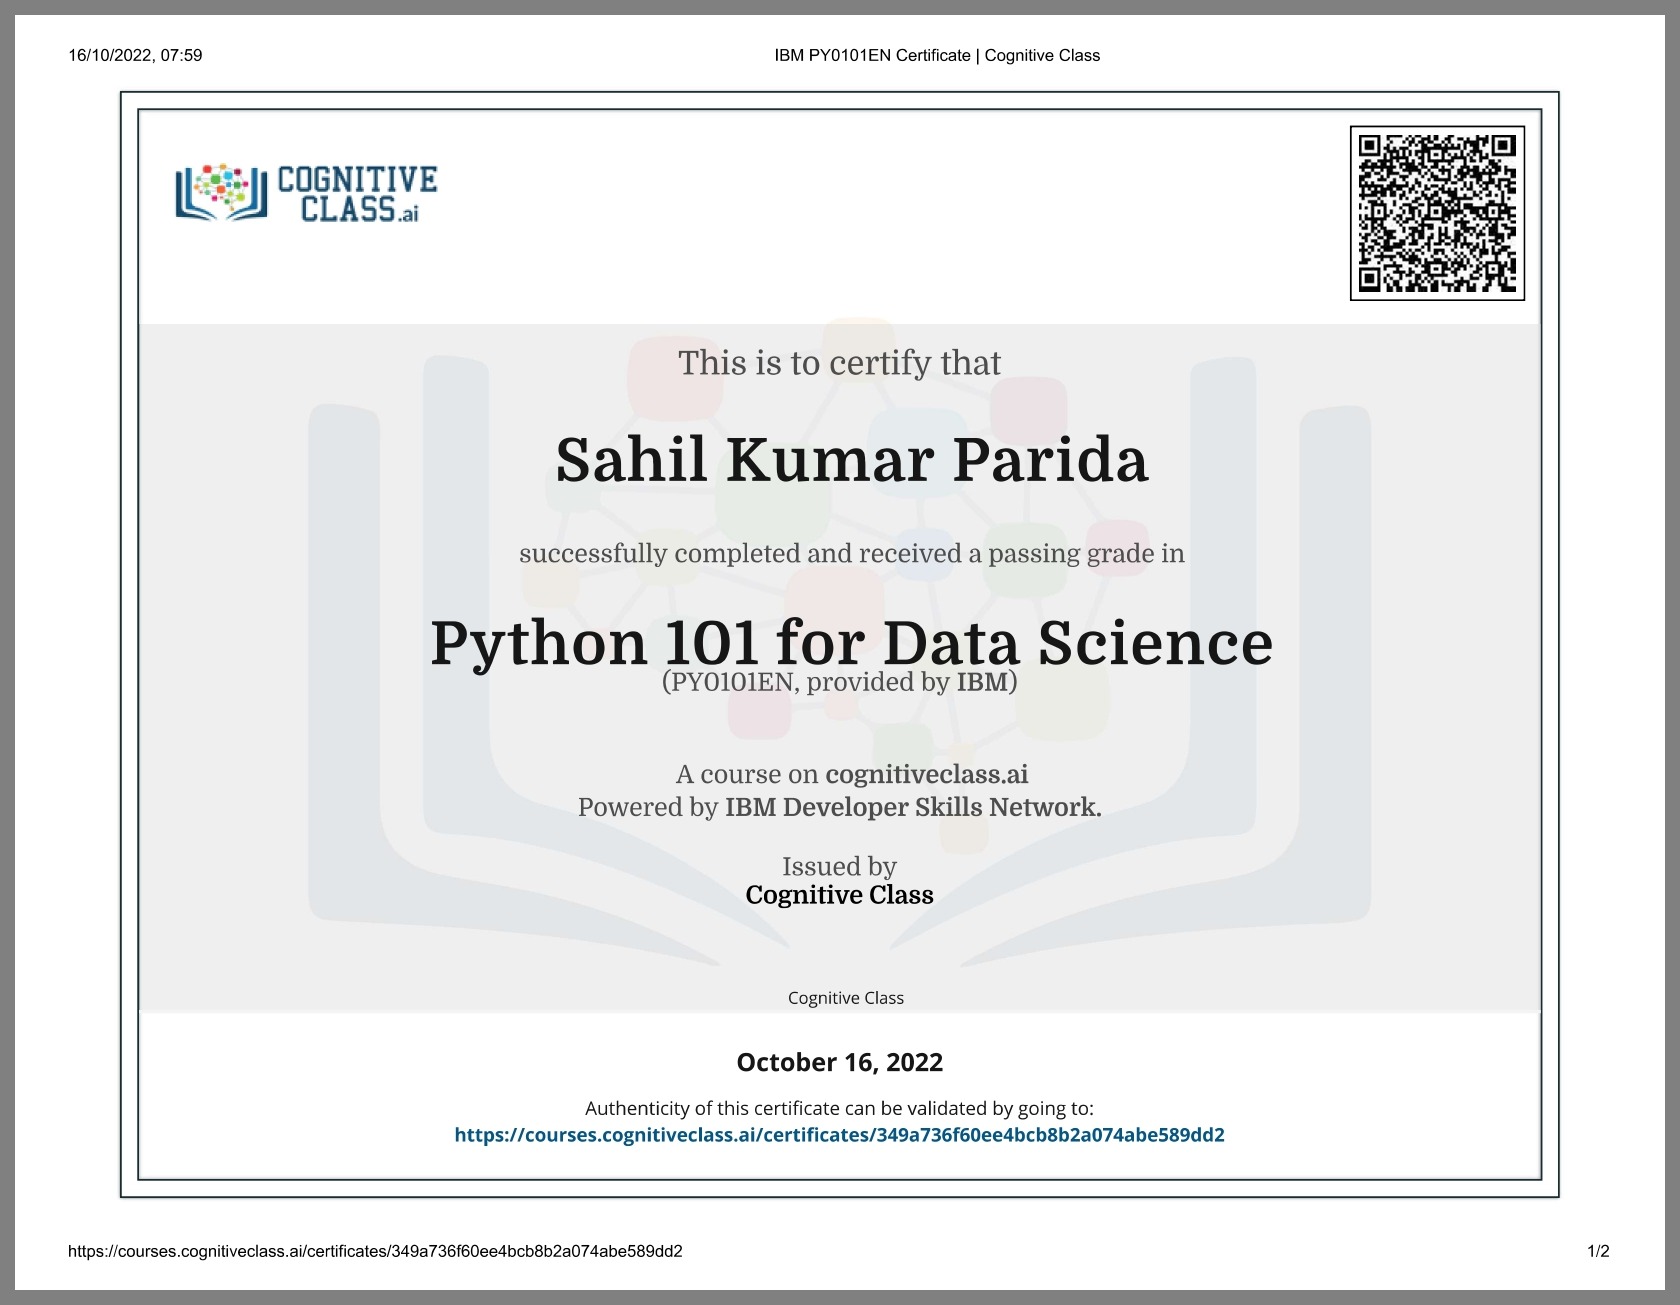 16/10/2022, 07:59
IBM PY0101EN Certificate | Cognitive Class
COGNITIVE
CLASS.ai
This is to certify that
Sahil Kumar Parida
successfully completed and received a passing grade in
Python 101 for Data Science
(PY0101EN, provided by IBM)
A course on cognitiveclass.ai
Powered by IBM Developer Skills Network.
Issued by
Cognitive Class
Cognitive Class
October 16, 2022
Authenticity of this certificate can be validated by going to:
https://courses.cognitiveclass.ai/certificates/349a736f60ee4bcb8b2a074abe589dd2
https://courses.cognitiveclass.ai/certificates/349a736f60ee4bcb8b2a074abe589dd2
1/2